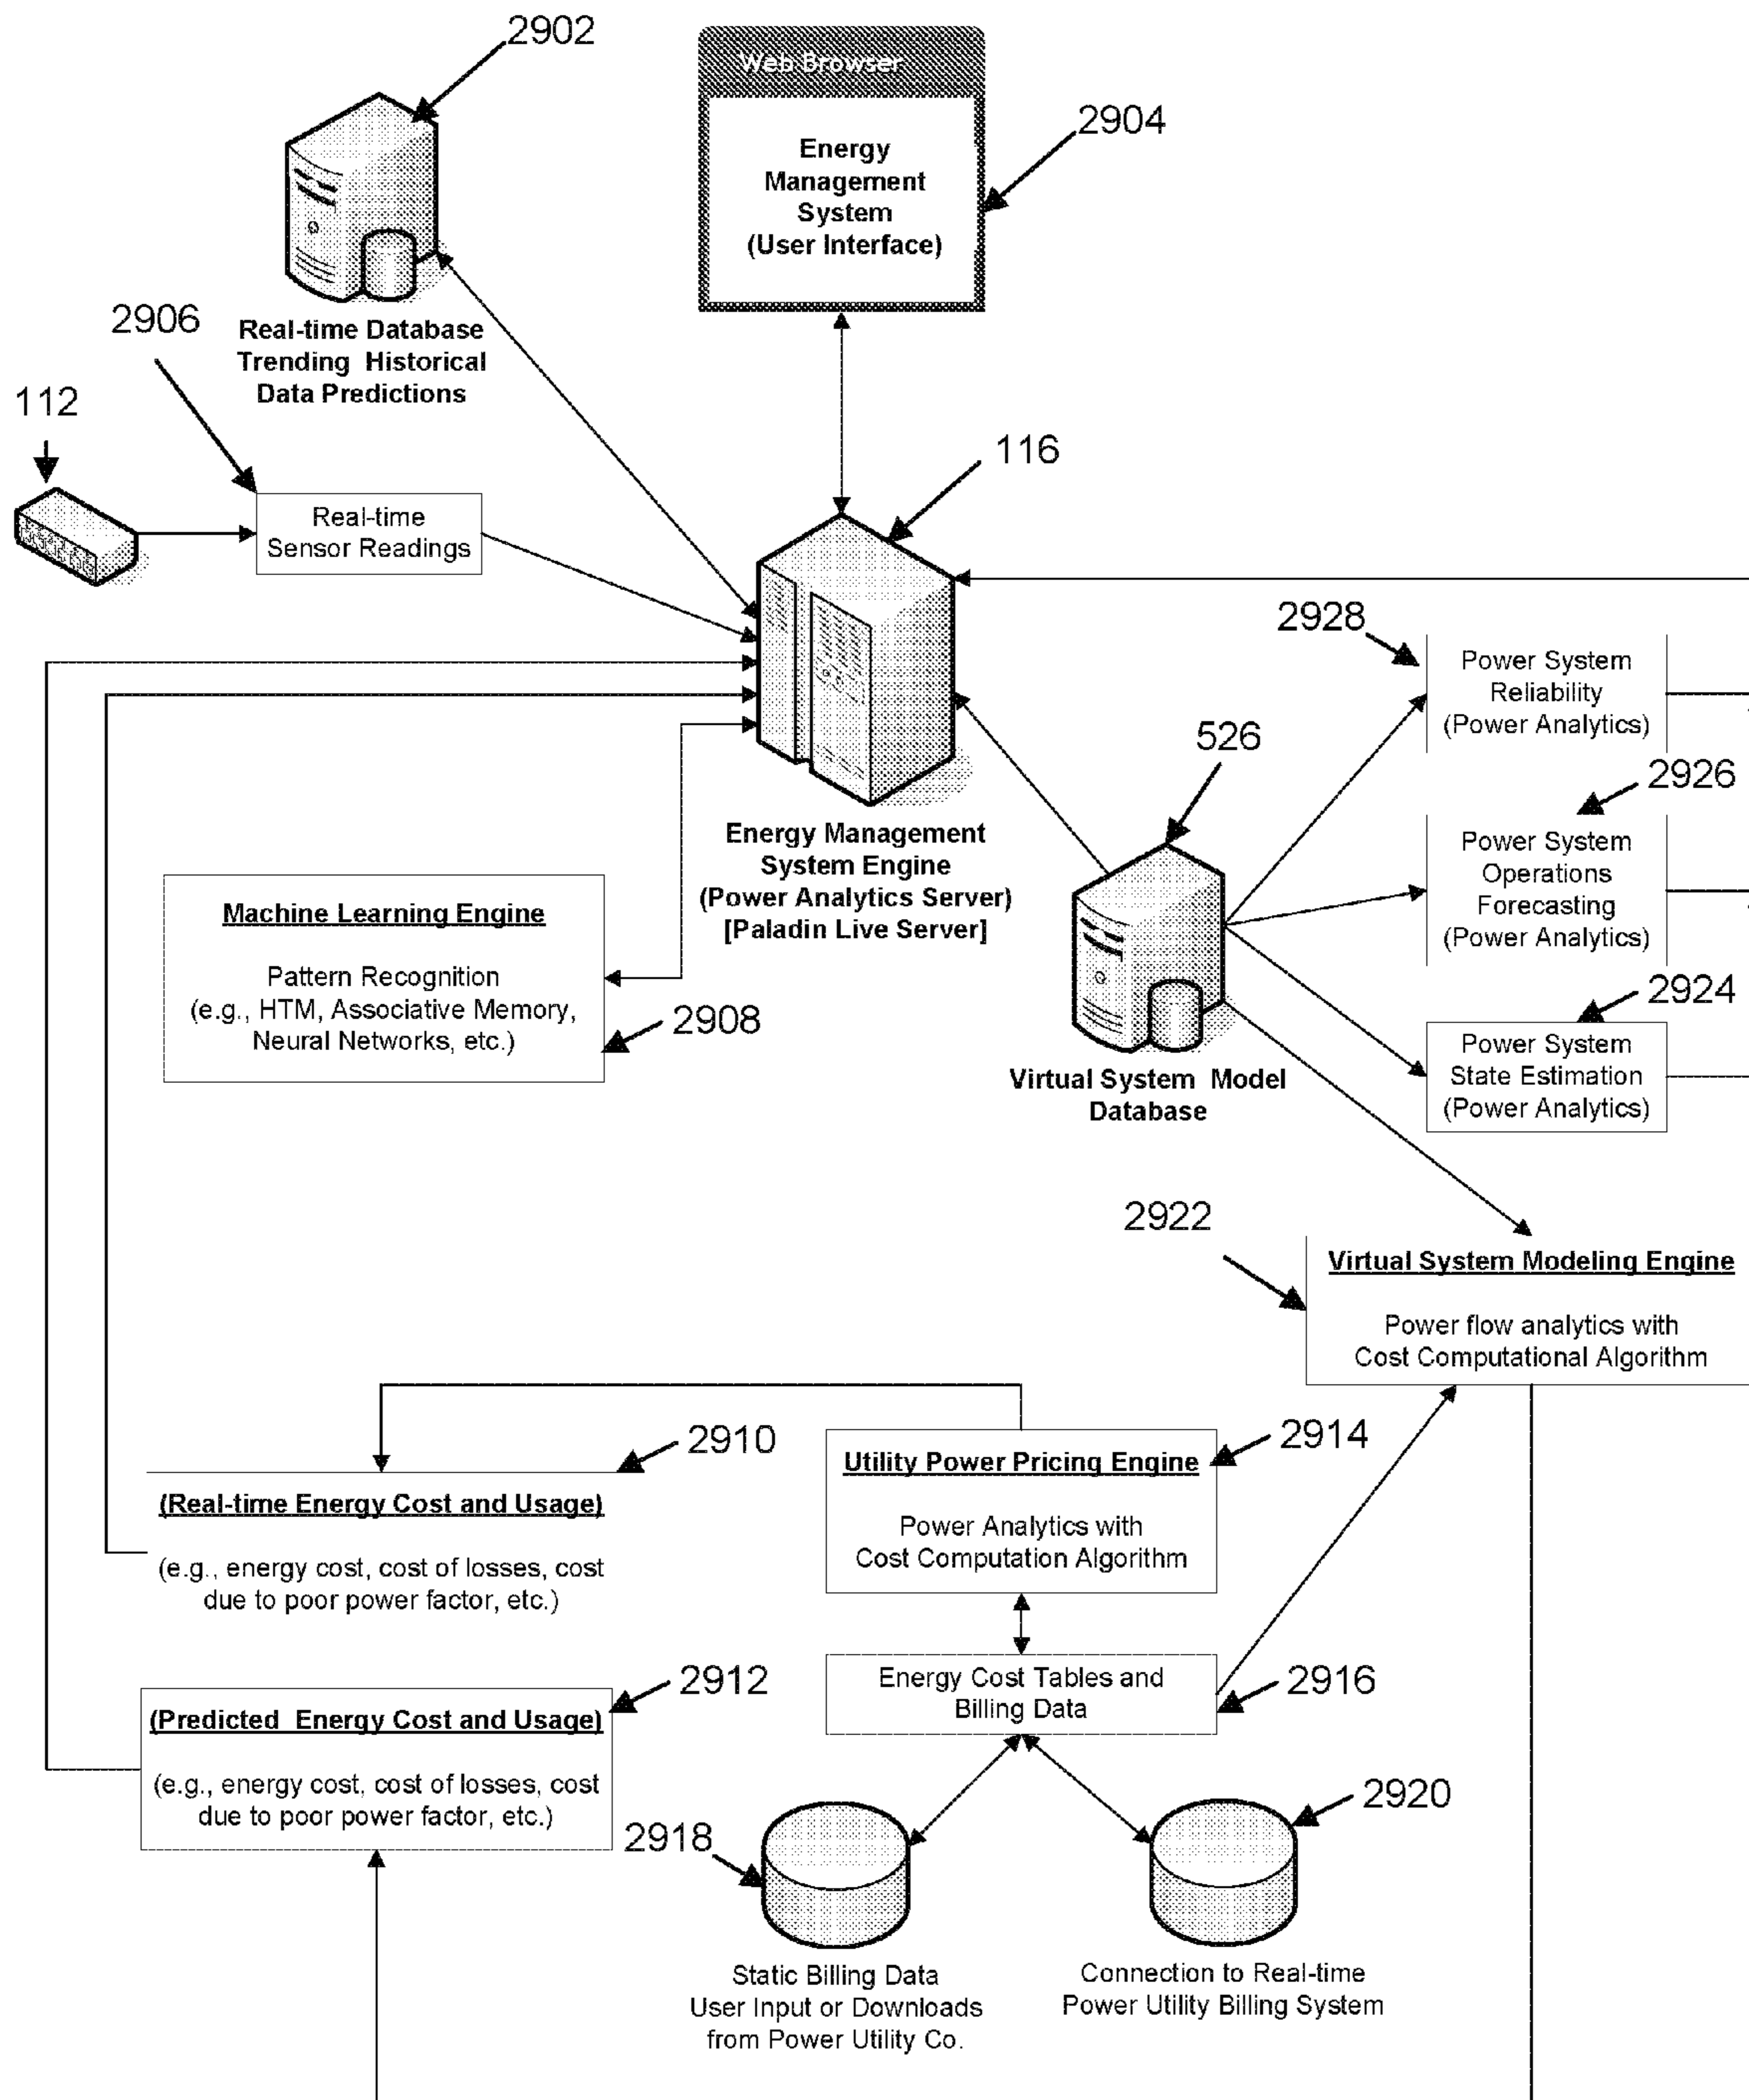 2902
Web Browser
Energy
Management
System
(User Interface)
2904
Real-time Database
Trending Historical
Data Predictions
2906
112
Real-time
Sensor Readings
116
Energy Management
System Engine
(Power Analytics Server)
[Paladin Live Server]
2928
Power System
Reliability
(Power Analytics)
526
2926
Power System
Operations
Forecasting
(Power Analytics)
2924
Power System
State Estimation
(Power Analytics)
Virtual System Model
Database
Machine Learning Engine
Pattern Recognition
(e.g., HTM, Associative Memory,
Neural Networks, etc.)
2908
2922
Virtual System Modeling Engine
Power flow analytics with
Cost Computational Algorithm
2910
(Real-time Energy Cost and Usage)
(e.g., energy cost, cost of losses, cost
due to poor power factor, etc.)
2914
Utility Power Pricing Engine
Power Analytics with
Cost Computation Algorithm
2912
(Predicted Energy Cost and Usage)
(e.g., energy cost, cost of losses, cost
due to poor power factor, etc.)
Energy Cost Tables and
Billing Data
2916
2918
Static Billing Data
User Input or Downloads
from Power Utility Co.
2920
Connection to Real-time
Power Utility Billing System